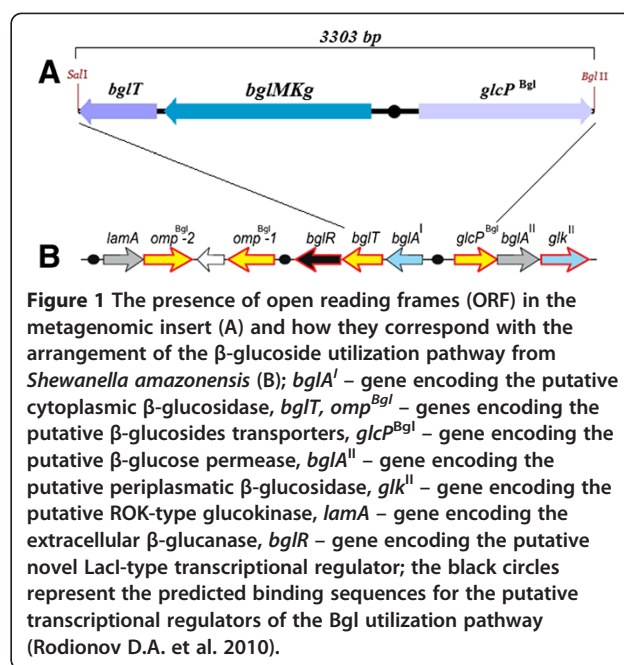 3303 bp
A
SalI
bglT
bglMKg
glcP Bgl
BglII
B
lamA omp Bgl-2 omp Bgl-1 bglR bglT bglA I glcP Bgl bglA II glk II
Figure 1 The presence of open reading frames (ORF) in the
metagenomic insert (A) and how they correspond with the
arrangement of the β-glucoside utilization pathway from
Shewanella amazonensis (B); bglA I – gene encoding the putative
cytoplasmic β-glucosidase, bglT, omp Bgl – genes encoding the
putative β-glucosides transporters, glcP Bgl – gene encoding the
putative β-glucose permease, bglA II – gene encoding the
putative periplasmatic β-glucosidase, glk II – gene encoding the
putative ROK-type glucokinase, lamA – gene encoding the
extracellular β-glucanase, bglR – gene encoding the putative
novel LacI-type transcriptional regulator; the black circles
represent the predicted binding sequences for the putative
transcriptional regulators of the Bgl utilization pathway
(Rodionov D.A. et al. 2010).